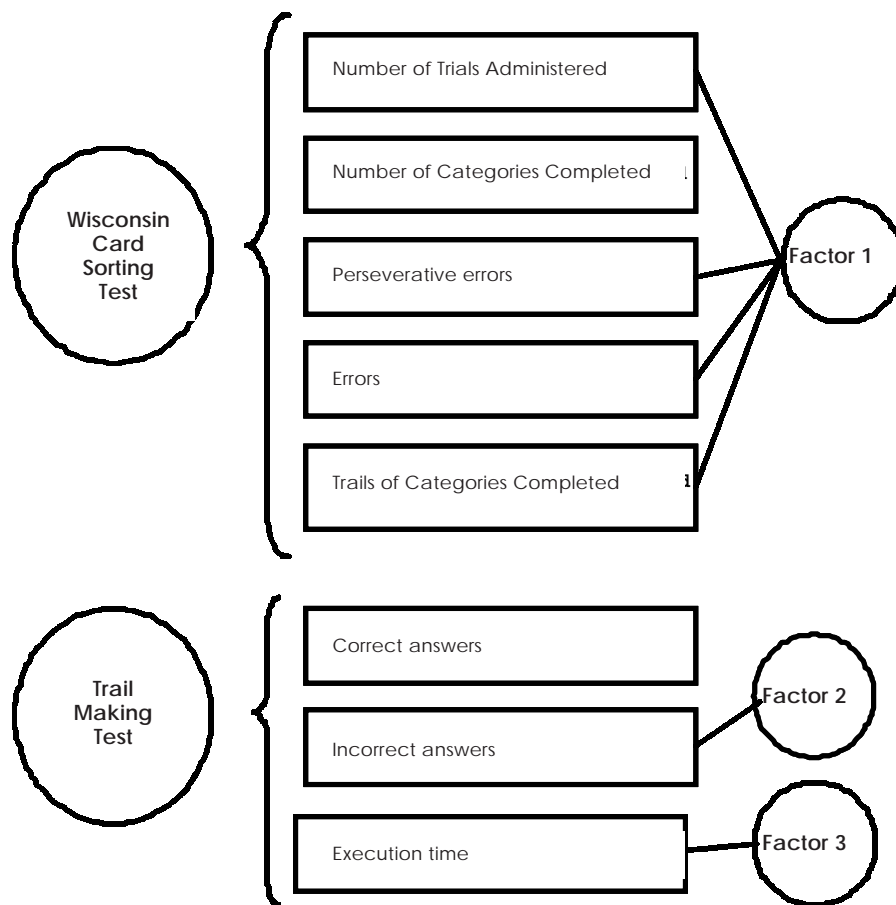 Number of Trials Administered
Number of Categories Completed
Wisconsin
Card
Sorting
Test
Perseverative errors
Factor 1
Errors
Trails of Categories Completed
Correct answers
Trail
Making
Test
Factor 2
Incorrect answers
Factor 3
Execution time